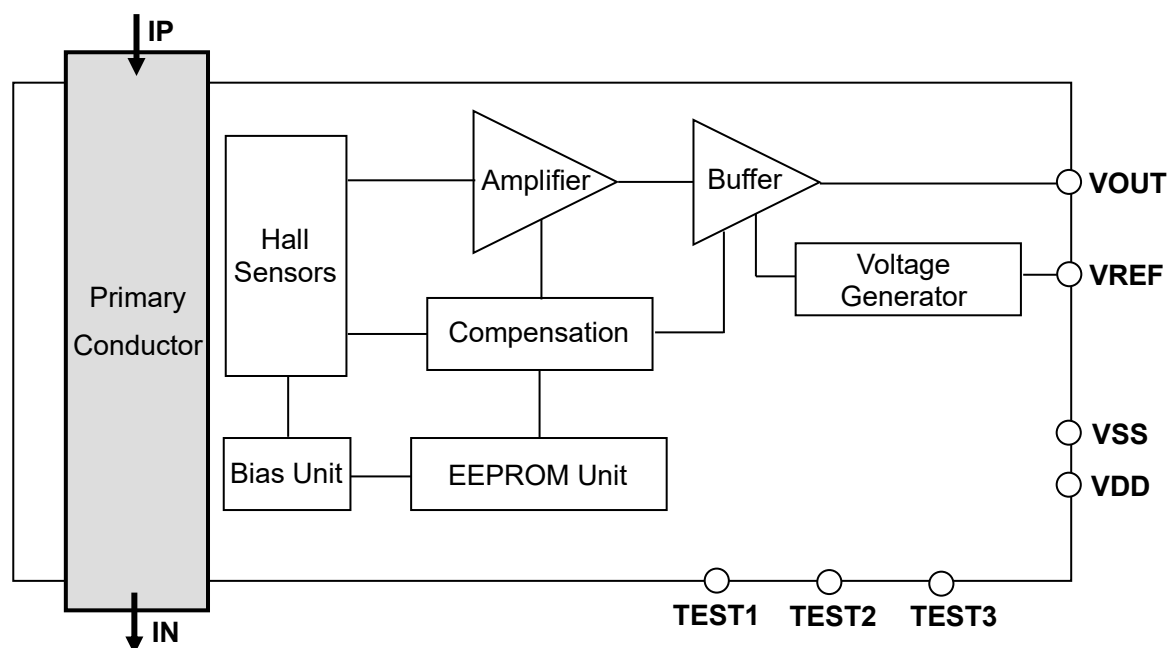 IP
Primary
Conductor
IN
Hall
Sensors
Amplifier
Buffer
VOUT
Voltage
Generator
VREF
Compensation
Bias Unit
EEPROM Unit
VSS
VDD
TEST1
TEST2
TEST3